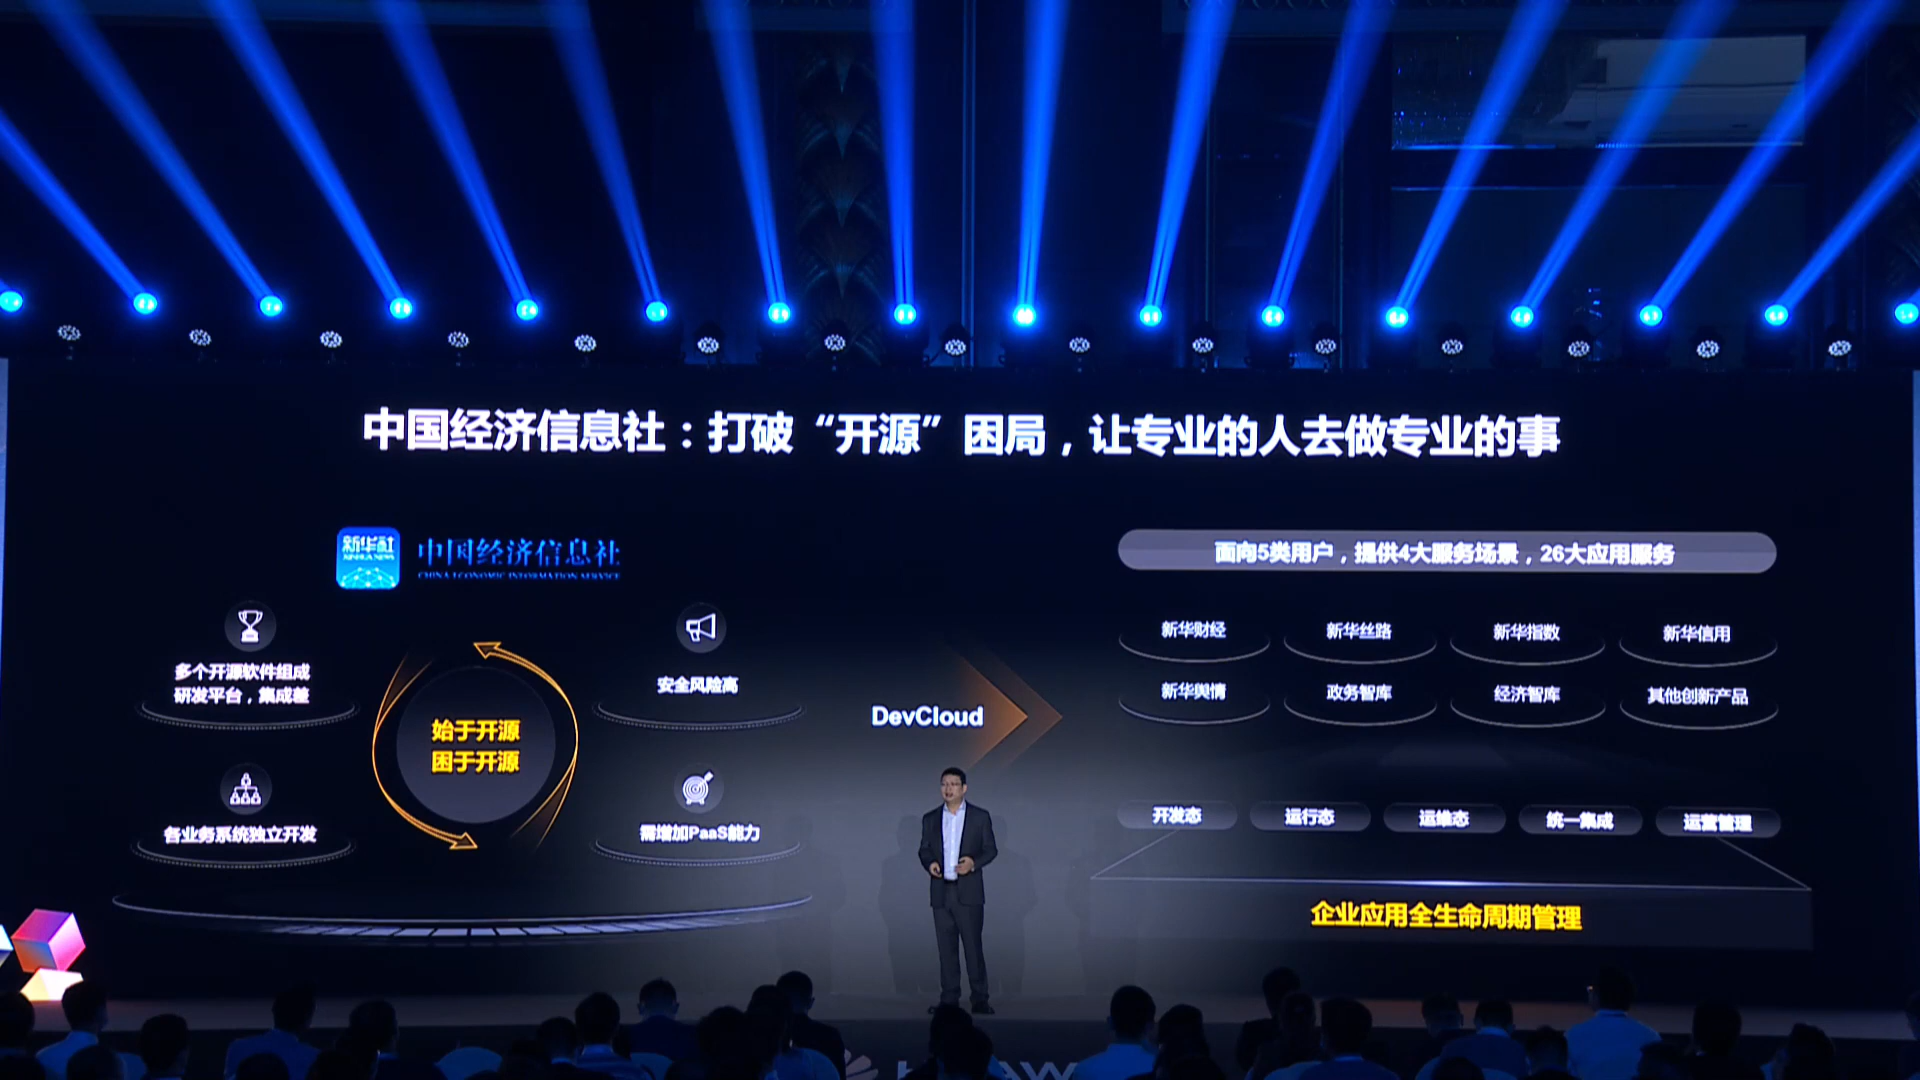 中国经济信息社：打破“开源”困局，让专业的人去做专业的事
新华社
XINHUA NEWS
中国经济信息社
CHINA ECONOMIC INFORMATION SERVICE
多个开源软件组成
研发平台，集成差
安全风险高
始于开源
困于开源
各业务系统独立开发
需增加PaaS能力
DevCloud
面向5类用户，提供4大服务场景，26大应用服务
新华财经
新华丝路
新华指数
新华信用
新华舆情
政务智库
经济智库
其他创新产品
开发态
运行态
运维态
统一集成
运营管理
企业应用全生命周期管理